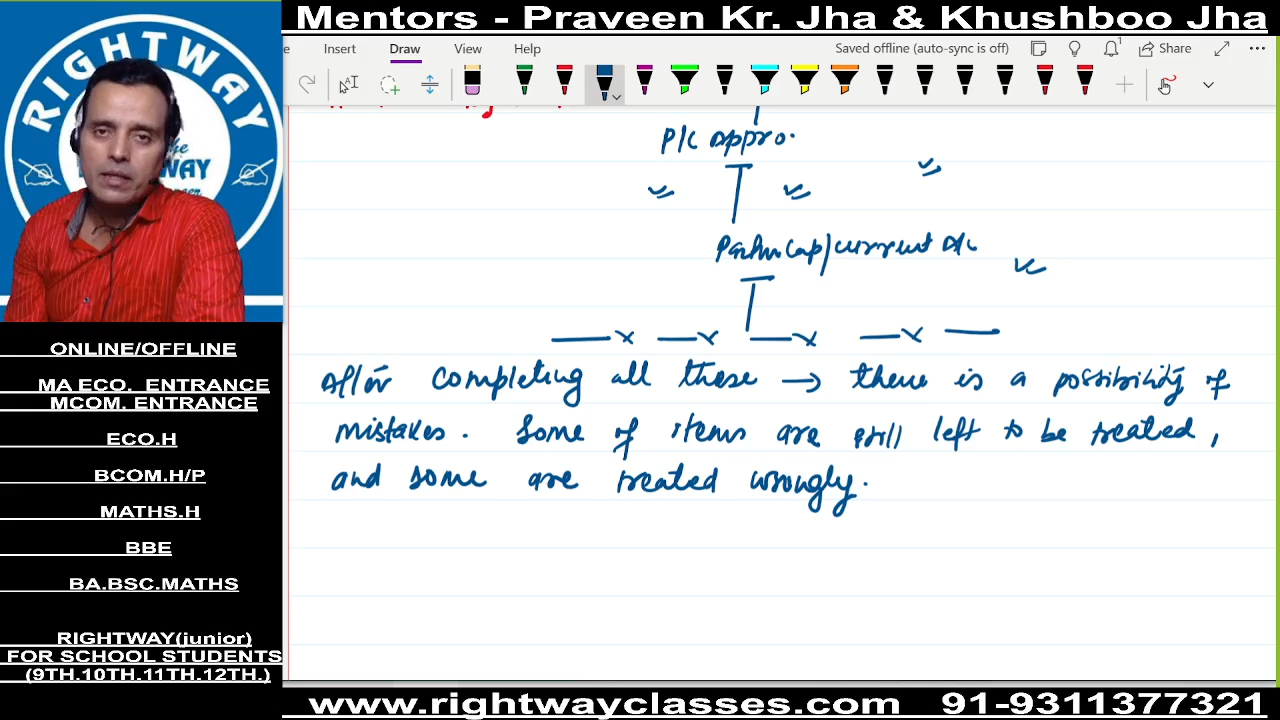 Mentors - Praveen Kr. Jha & Khushboo Jha
RIGHTWAY
the
Insert Draw View Help
Saved offline (auto-sync is off)
Share
P/L Appro.
Partner Cap/current A/c
After completing all these → there is a possibility of
mistakes. Some of items are still left to be treated,
and some are treated wrongly.
ONLINE/OFFLINE
MA ECO. ENTRANCE
MCOM. ENTRANCE
ECO.H
BCOM.H/P
MATHS.H
BBE
BA.BSC.MATHS
RIGHTWAY(junior)
FOR SCHOOL STUDENTS
(9TH.10TH.11TH.12TH.)
www.rightwayclasses.com 91-9311377321